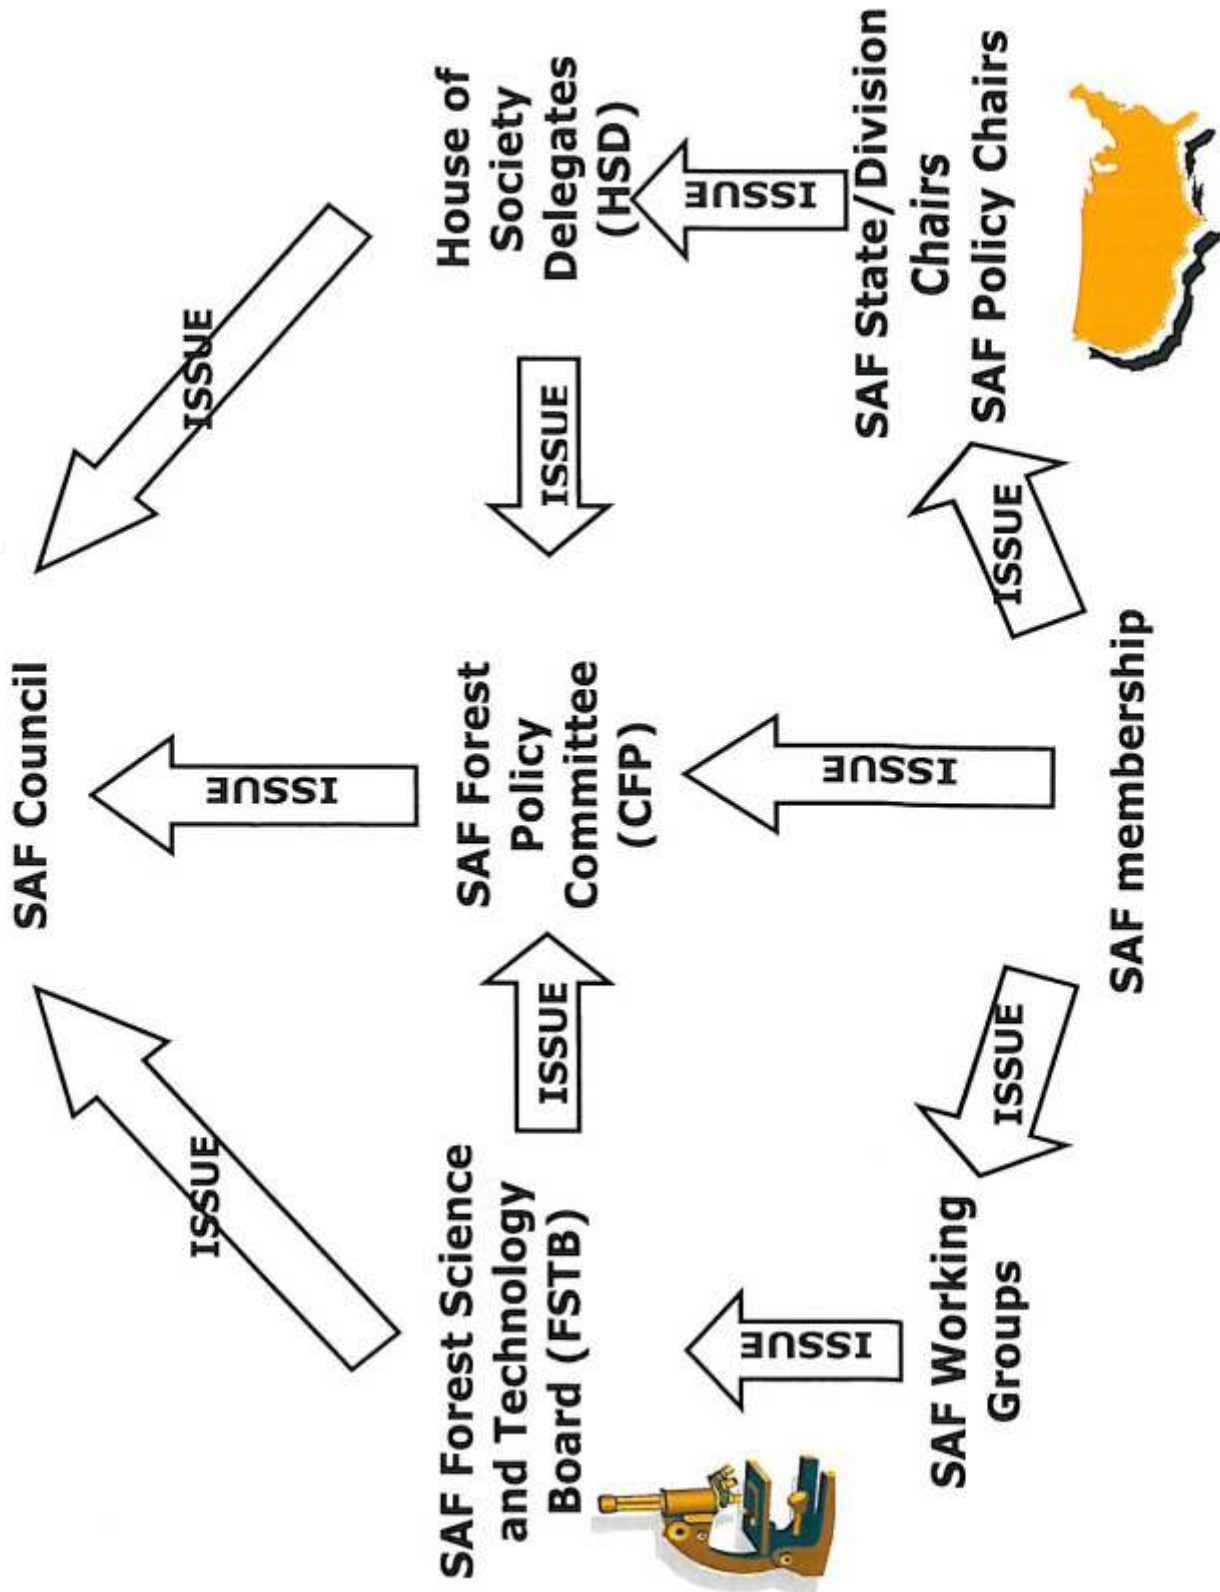 SAF Council
ISSUE
ISSUE
ISSUE
SAF Forest Science
and Technology
Board (FSTB)
ISSUE
SAF Forest
Policy
Committee
(CFP)
ISSUE
House of
Society
Delegates
(HSD)
ISSUE
ISSUE
ISSUE
SAF Working
Groups
ISSUE
SAF membership
ISSUE
SAF State/Division
Chairs
SAF Policy Chairs